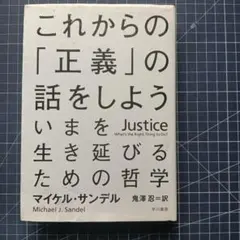 これからの
「正義」の
話をしよう
いまを
生き延びる
ための哲学
Justice
What's the Right Thing to Do?
マイケル・サンデル
Michael J. Sandel
鬼澤 忍=訳
早川書房